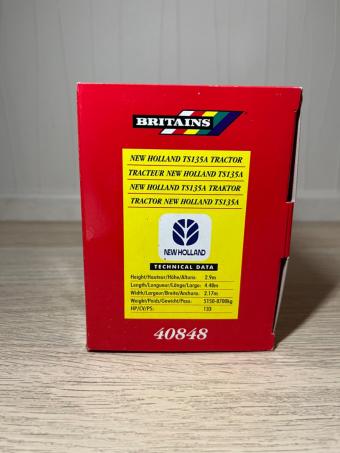 BRITAINS
NEW HOLLAND TS135A TRACTOR
TRACTEUR NEW HOLLAND TS135A
NEW HOLLAND TS135A TRAKTOR
TRACTOR NEW HOLLAND TS135A
NEW HOLLAND
TECHNICAL DATA
Height/Hauteur/Höhe/Altura: 2.9m
Length/Longueur/Länge/Largo: 4.40m
Width/Largeur/Breite/Anchura: 2.17m
Weight/Poids/Gewicht/Peso: 5150-8700kg
HP/CV/PS: 133
40848